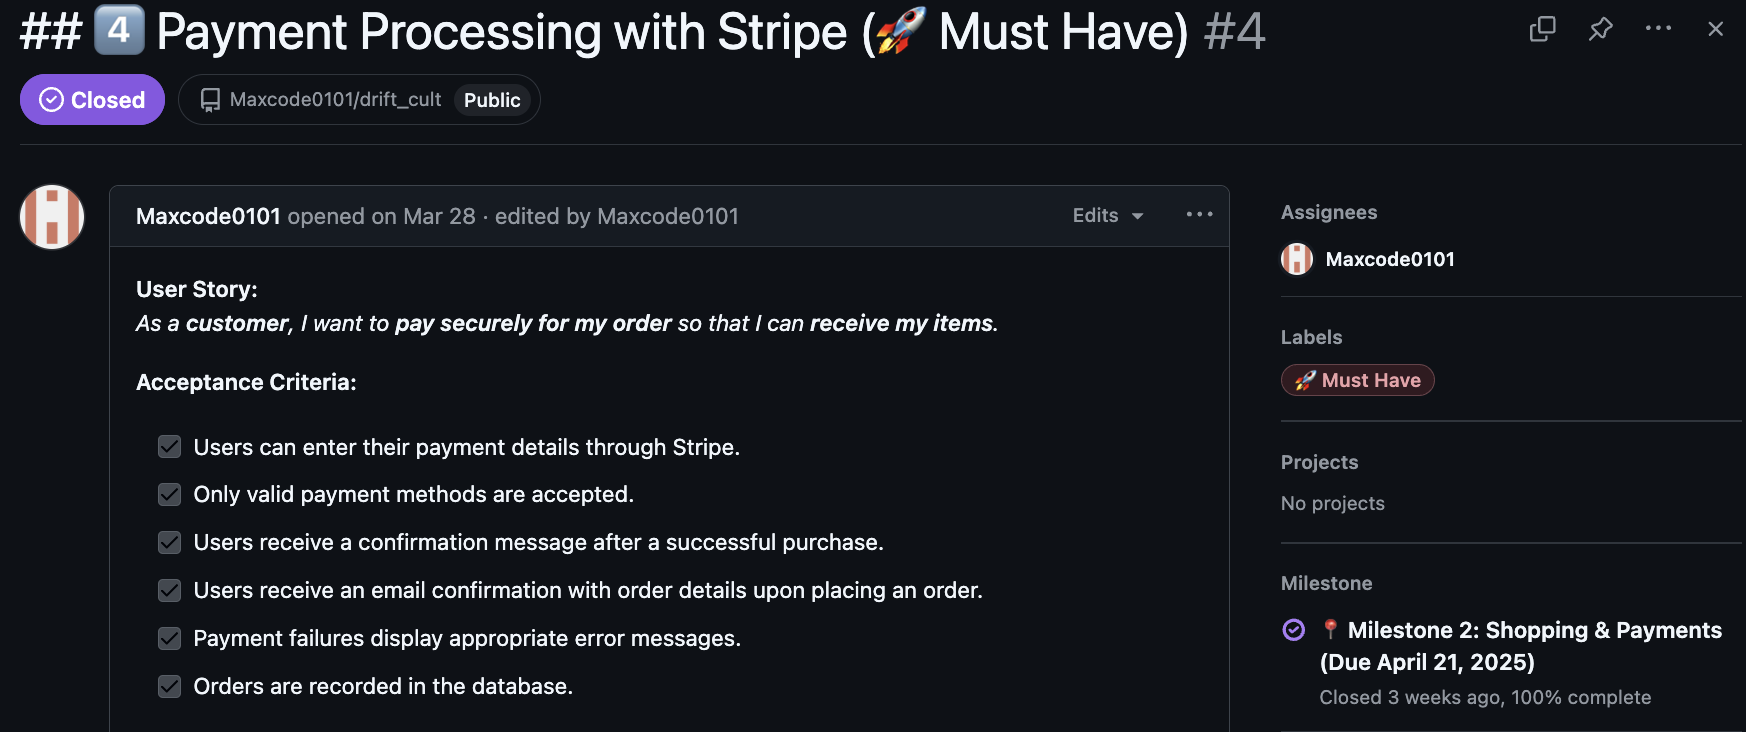 ## 4️⃣ Payment Processing with Stripe (🚀 Must Have) #4
Closed
Maxcode0101/drift_cult Public
Maxcode0101 opened on Mar 28 · edited by Maxcode0101
Edits
User Story:
As a customer, I want to pay securely for my order so that I can receive my items.
Acceptance Criteria:
Users can enter their payment details through Stripe.
Only valid payment methods are accepted.
Users receive a confirmation message after a successful purchase.
Users receive an email confirmation with order details upon placing an order.
Payment failures display appropriate error messages.
Orders are recorded in the database.
Assignees
Maxcode0101
Labels
🚀 Must Have
Projects
No projects
Milestone
📍 Milestone 2: Shopping & Payments
(Due April 21, 2025)
Closed 3 weeks ago, 100% complete